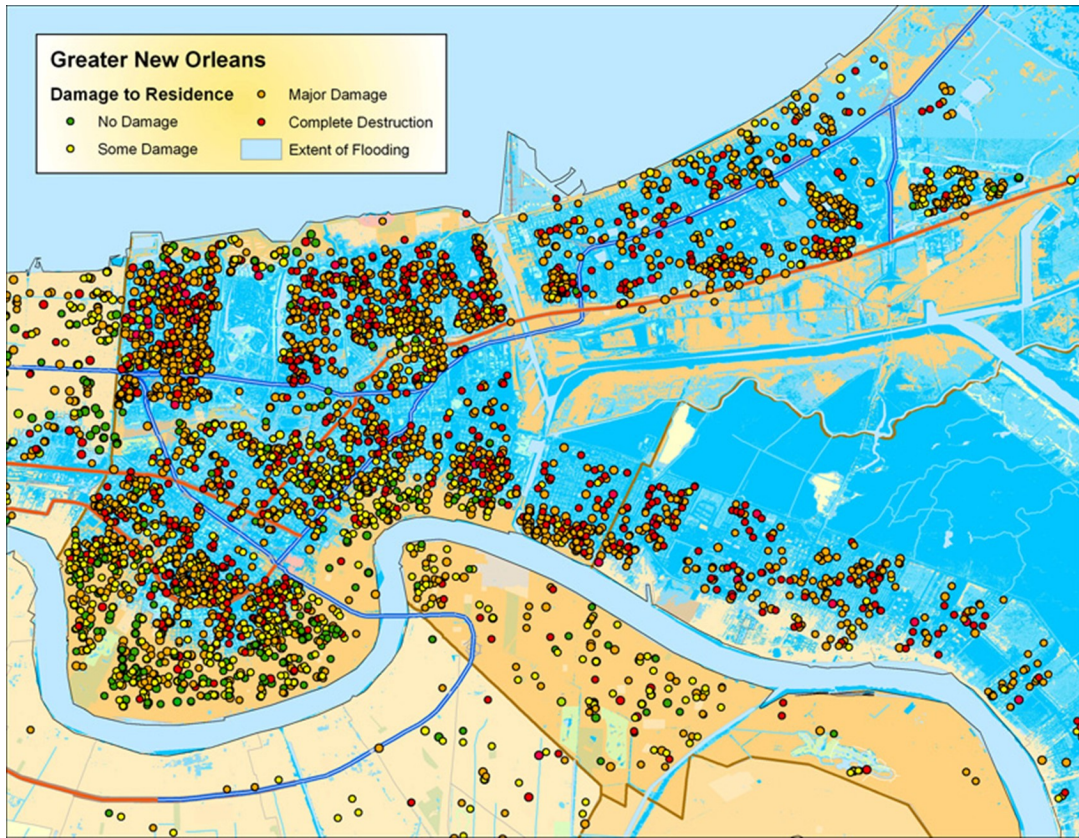 Greater New Orleans
Damage to Residence
No Damage
Some Damage
Major Damage
Complete Destruction
Extent of Flooding